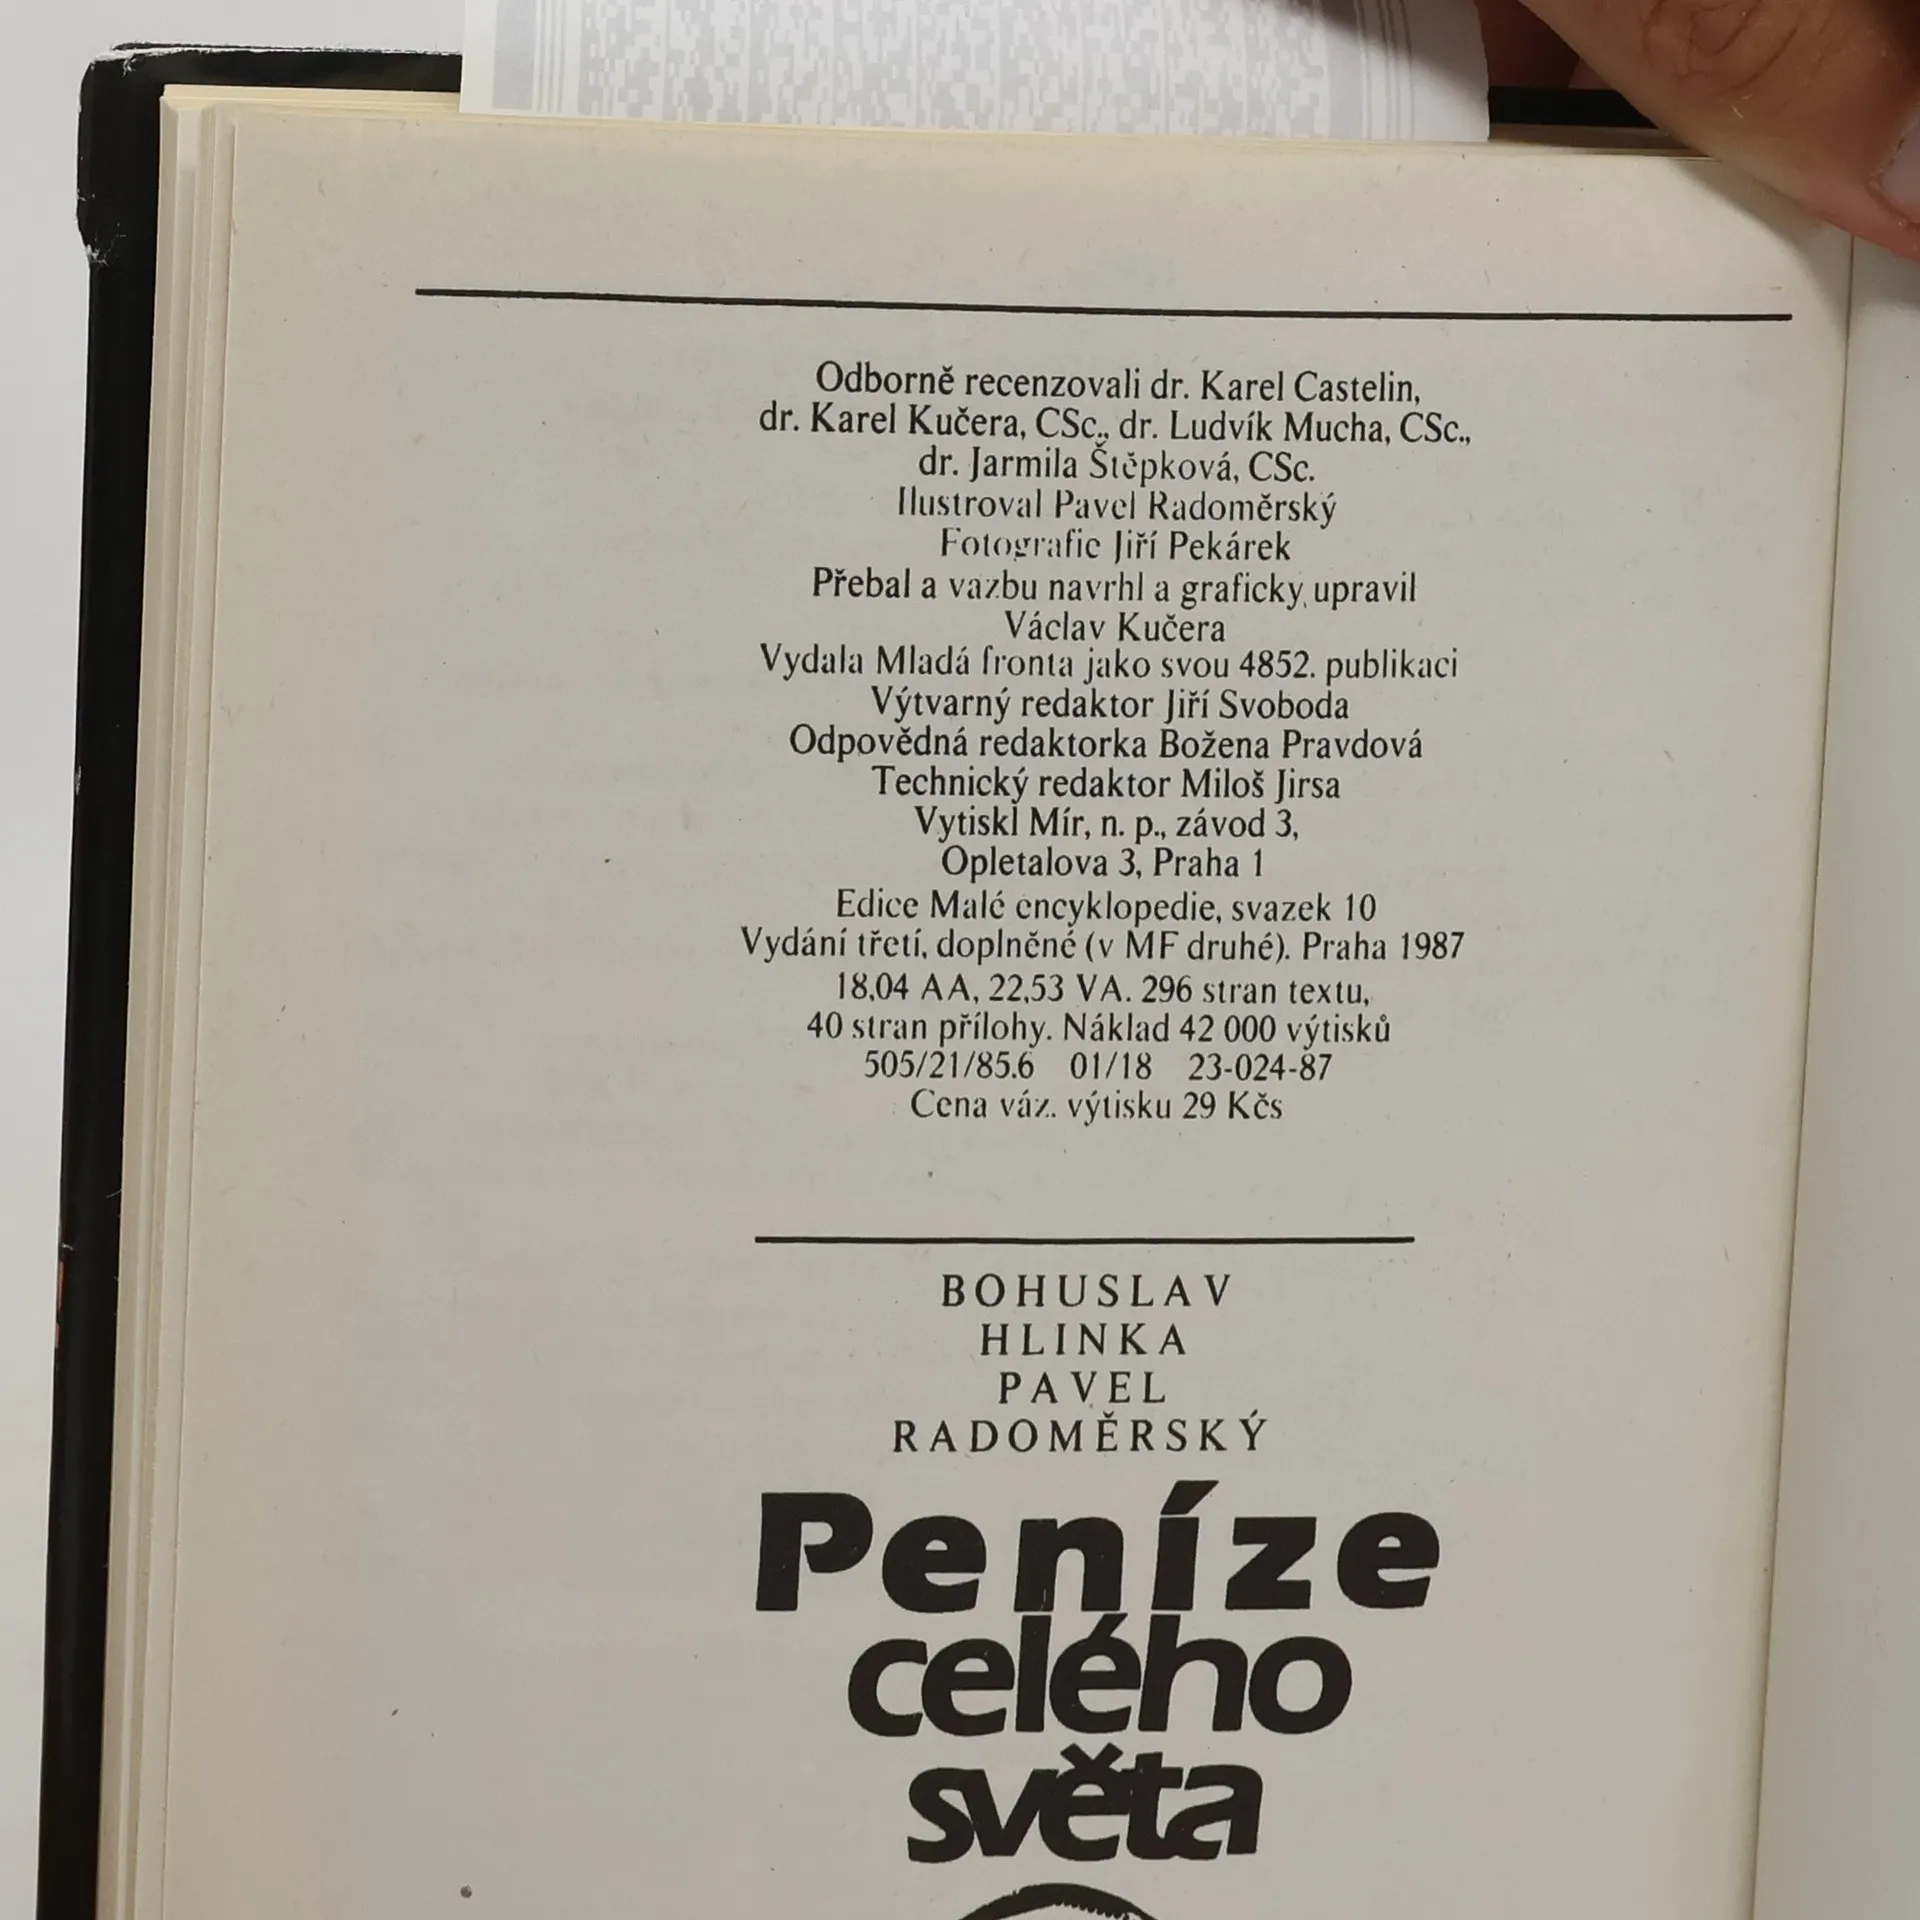 Odborně recenzovali dr. Karel Castelin,
dr. Karel Kučera, CSc., dr. Ludvík Mucha, CSc.,
dr. Jarmila Štěpková, CSc.
Ilustroval Pavel Radoměrský
Fotografie Jiří Pekárek
Přebal a vazbu navrhl a graficky upravil
Václav Kučera
Vydala Mladá fronta jako svou 4852. publikaci
Výtvarný redaktor Jiří Svoboda
Odpovědná redaktorka Božena Pravdová
Technický redaktor Miloš Jirsa
Vytiskl Mír, n. p., závod 3,
Opletalova 3, Praha 1
Edice Malé encyklopedie, svazek 10
Vydání třetí, doplněné (v MF druhé). Praha 1987
18,04 AA, 22,53 VA. 296 stran textu,
40 stran přílohy. Náklad 42 000 výtisků
505/21/85.6 01/18 23-024-87
Cena váz. výtisku 29 Kčs
BOHUSLAV
HLINKA
PAVEL
RADOMĚRSKÝ
Peníze
celého
světa